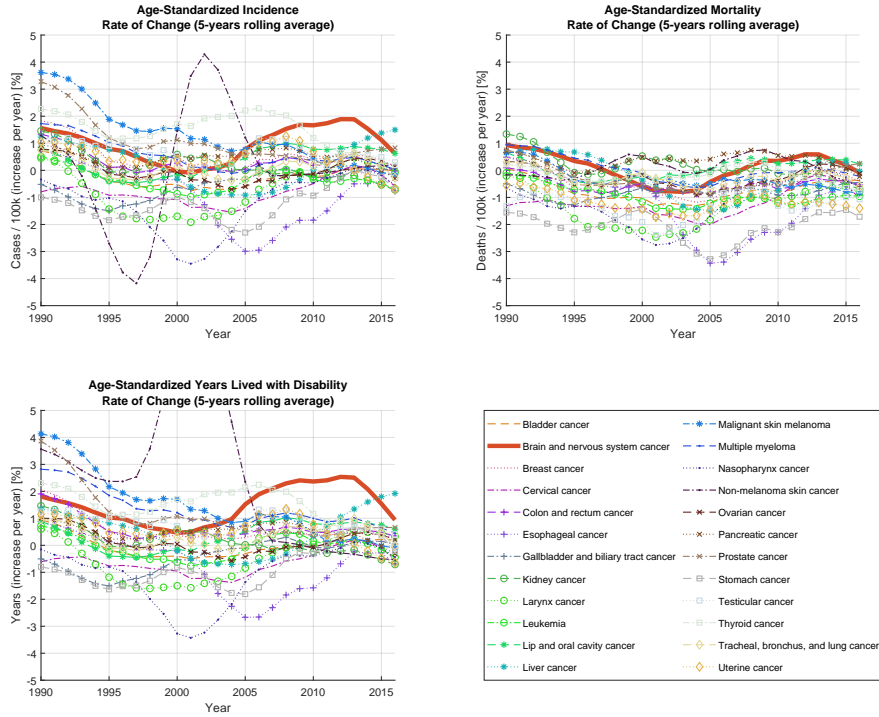 Age-Standardized Incidence
Rate of Change (5-years rolling average)
Cases / 100k (increase per year) [%]
5
4
3
2
1
0
-1
-2
-3
-4
-5
1990
1995
2000
2005
2010
2015
Year
Age-Standardized Mortality
Rate of Change (5-years rolling average)
Deaths / 100k (increase per year) [%]
5
4
3
2
1
0
-1
-2
-3
-4
-5
1990
1995
2000
2005
2010
2015
Year
Age-Standardized Years Lived with Disability
Rate of Change (5-years rolling average)
Years (increase per year) [%]
5
4
3
2
1
0
-1
-2
-3
-4
-5
1990
1995
2000
2005
2010
2015
Year
Bladder cancer
Brain and nervous system cancer
Breast cancer
Cervical cancer
Colon and rectum cancer
Esophageal cancer
Gallbladder and biliary tract cancer
Kidney cancer
Larynx cancer
Leukemia
Lip and oral cavity cancer
Liver cancer
Malignant skin melanoma
Multiple myeloma
Nasopharynx cancer
Non-melanoma skin cancer
Ovarian cancer
Pancreatic cancer
Prostate cancer
Stomach cancer
Testicular cancer
Thyroid cancer
Tracheal, bronchus, and lung cancer
Uterine cancer